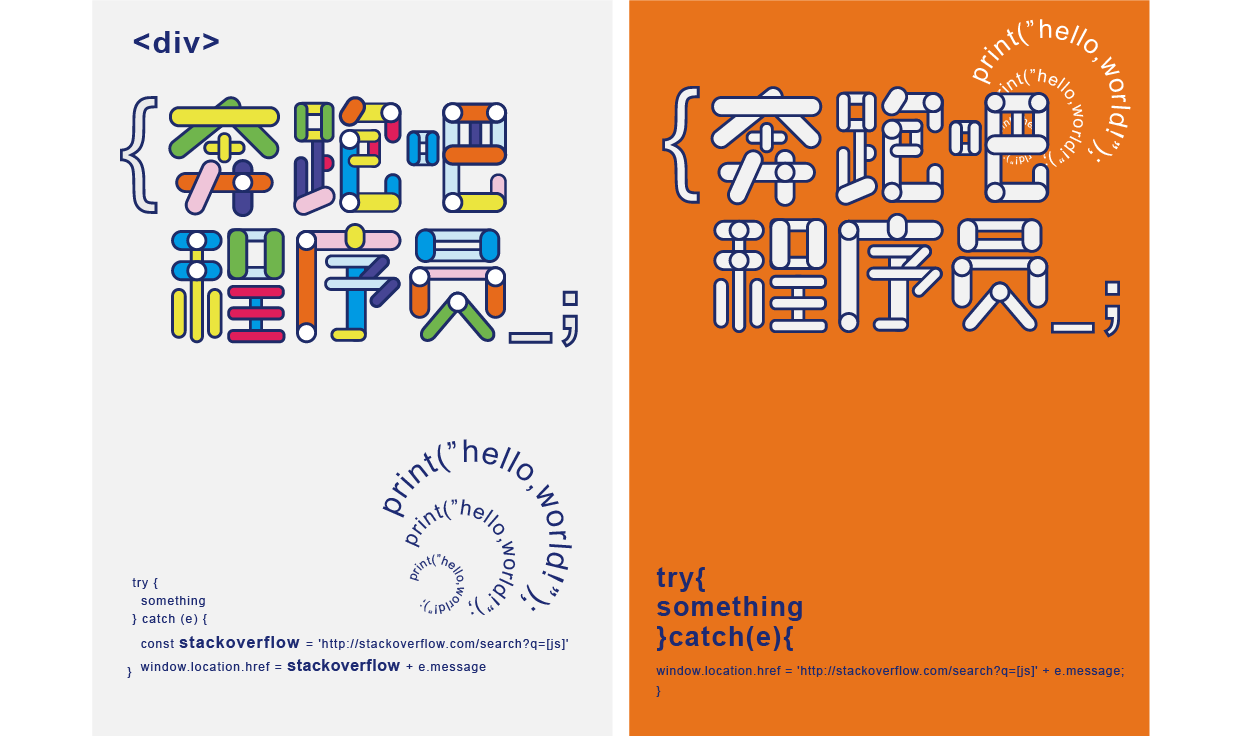 <div>
{奔跑吧
程序员_;
print("hello,world!");
print("hello,world!");
print("hello,world!");
try {
something
} catch (e) {
const stackoverflow = 'http://stackoverflow.com/search?q=[js]'
window.location.href = stackoverflow + e.message
}
print("hello,world!");
print("hello,world!");
{奔跑吧
程序员_;
try{
something
}catch(e){
window.location.href = 'http://stackoverflow.com/search?q=[js]' + e.message;
}